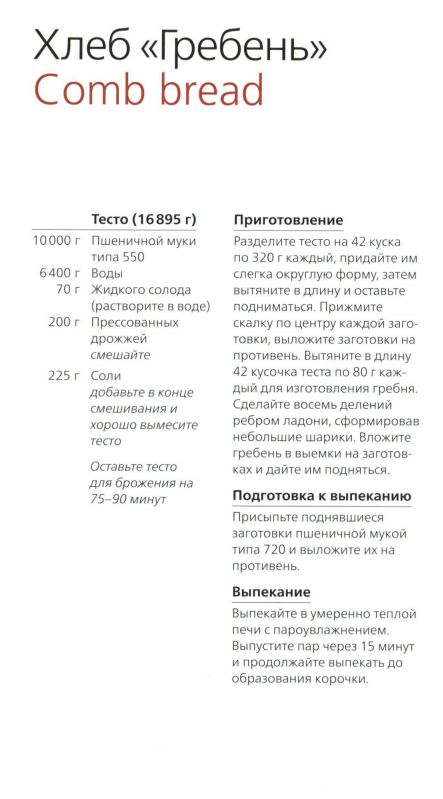 Хлеб «Гребень»
Comb bread
Тесто (16 895 г)
10 000 г Пшеничной муки
типа 550
6 400 г Воды
70 г Жидкого солода
(растворите в воде)
200 г Прессованных
дрожжей
смешайте
225 г Соли
добавьте в конце
смешивания и
хорошо вымесите
тесто
Оставьте тесто
для брожения на
75–90 минут
Приготовление
Разделите тесто на 42 куска
по 320 г каждый, придайте им
слегка округлую форму, затем
вытяните в длину и оставьте
подниматься. Прижмите
скалку по центру каждой заго-
товки, выложите заготовки на
противень. Вытяните в длину
42 кусочка теста по 80 г каж-
дый для изготовления гребня.
Сделайте восемь делений
ребром ладони, сформировав
небольшие шарики. Вложите
гребень в выемки на заготов-
ках и дайте им подняться.
Подготовка к выпеканию
Присыпьте поднявшиеся
заготовки пшеничной мукой
типа 720 и выложите их на
противень.
Выпекание
Выпекайте в умеренно теплой
печи с пароувлажнением.
Выпустите пар через 15 минут
и продолжайте выпекать до
образования корочки.